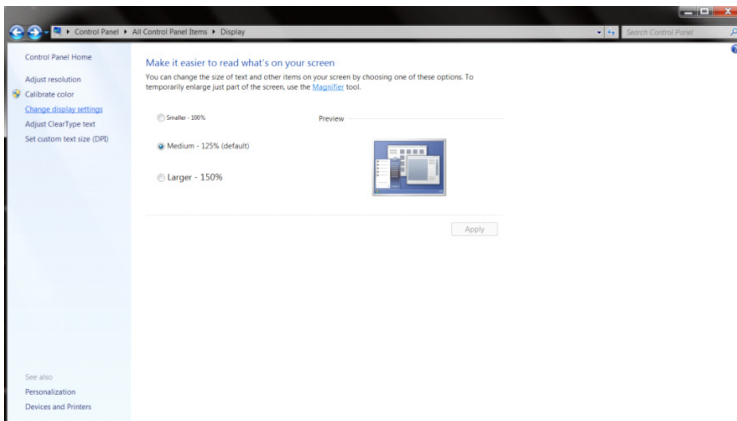 Control Panel ▸ All Control Panel Items ▸ Display
Search Control Panel
Control Panel Home
Adjust resolution
Calibrate color
Change display settings
Adjust ClearType text
Set custom text size (DPI)
See also
Personalization
Devices and Printers
Make it easier to read what's on your screen
You can change the size of text and other items on your screen by choosing one of these options. To
temporarily enlarge just part of the screen, use the Magnifier tool.
Smaller - 100%
Preview
Medium - 125% (default)
Larger - 150%
Apply